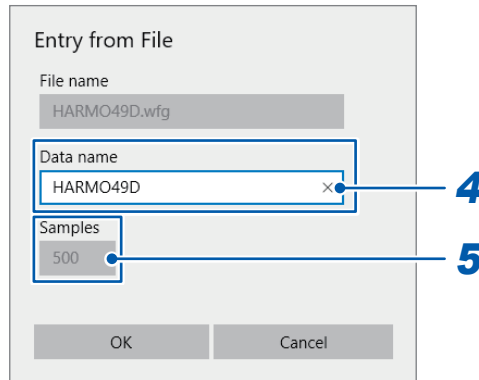 Entry from File
File name
HARMO49D.wfg
Data name
HARMO49D ×
4
Samples
500
5
OK Cancel